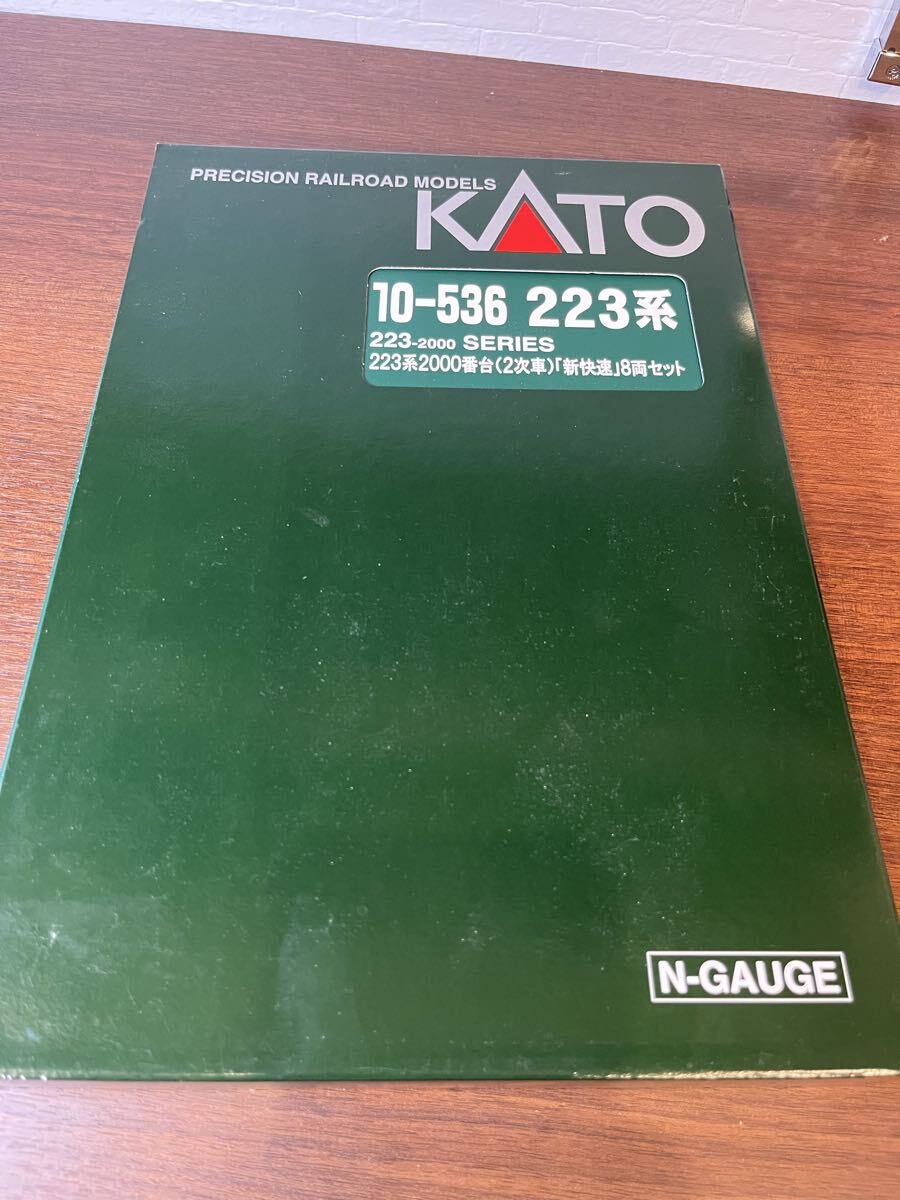 PRECISION RAILROAD MODELS
KATO
10-536 223系
223-2000 SERIES
223系2000番台(2次車)「新快速」8両セット
N-GAUGE